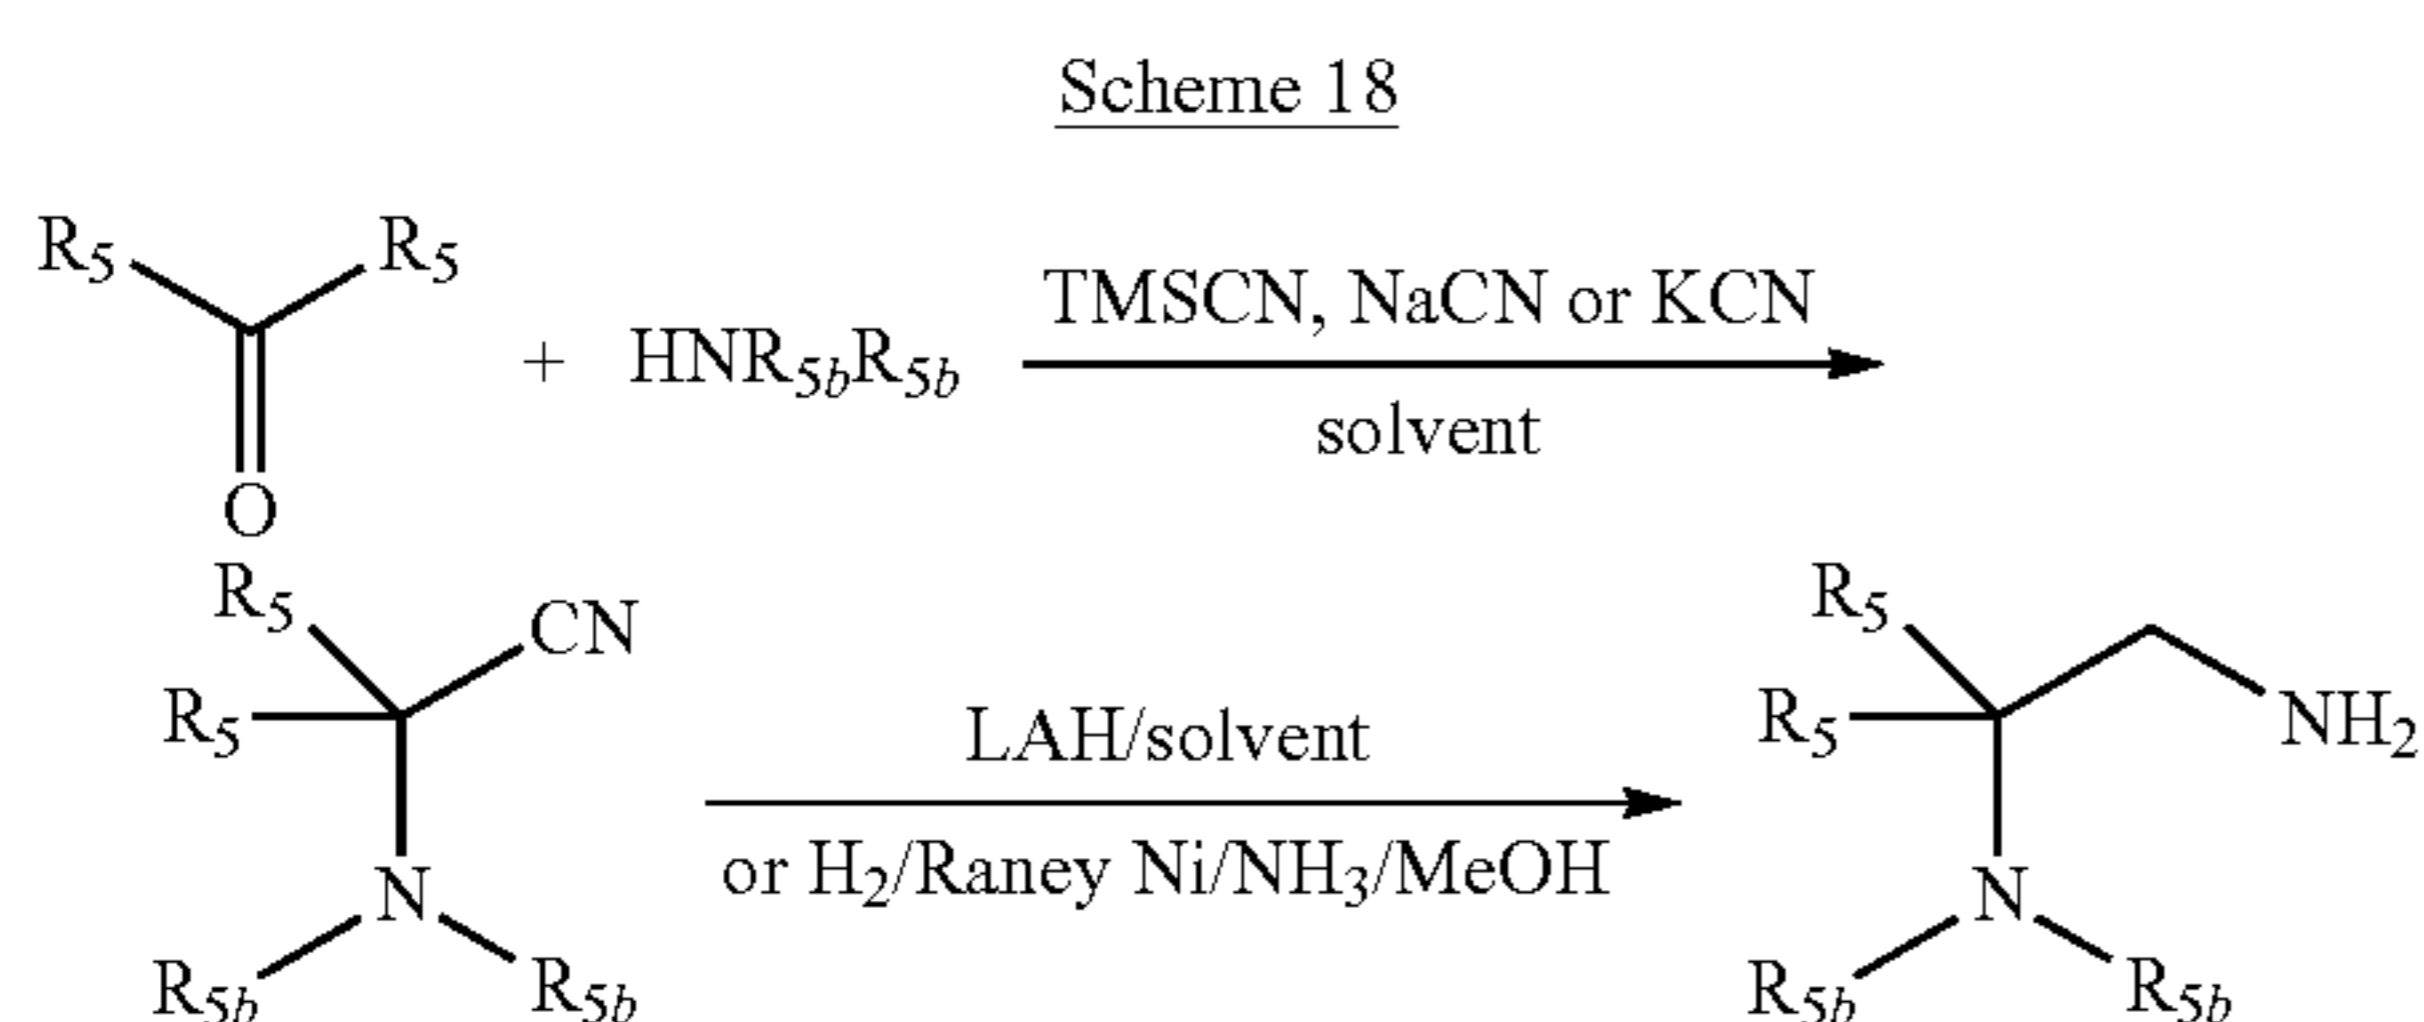 Scheme 18
R5 R5
O
+ HNR5bR5b
TMSCN, NaCN or KCN
solvent
R5
R5
CN
N
R5b R5b
LAH/solvent
or H2/Raney Ni/NH3/MeOH
R5
R5
NH2
N
R5b R5b